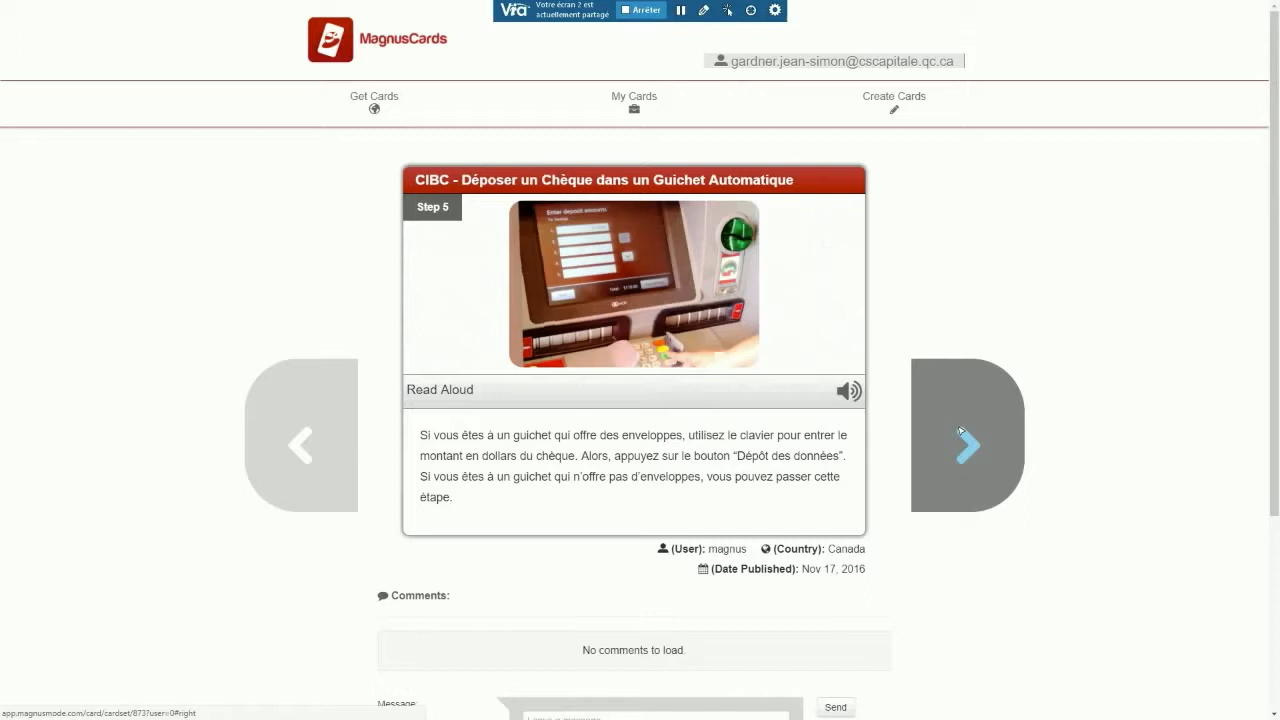 Via
Votre écran 2 est
actuellement partagé
Arrêter
MagnusCards
gardner.jean-simon@cscapitale.qc.ca
Get Cards
My Cards
Create Cards
CIBC - Déposer un Chèque dans un Guichet Automatique
Step 5
Enter deposit amounts
Read Aloud
Si vous êtes à un guichet qui offre des enveloppes, utilisez le clavier pour entrer le
montant en dollars du chèque. Alors, appuyez sur le bouton “Dépôt des données”.
Si vous êtes à un guichet qui n’offre pas d’enveloppes, vous pouvez passer cette
étape.
(User): magnus (Country): Canada
(Date Published): Nov 17, 2016
Comments:
No comments to load.
Message:
Send
Leave a message
app.magnusmode.com/card/cardset/873?user=0#right